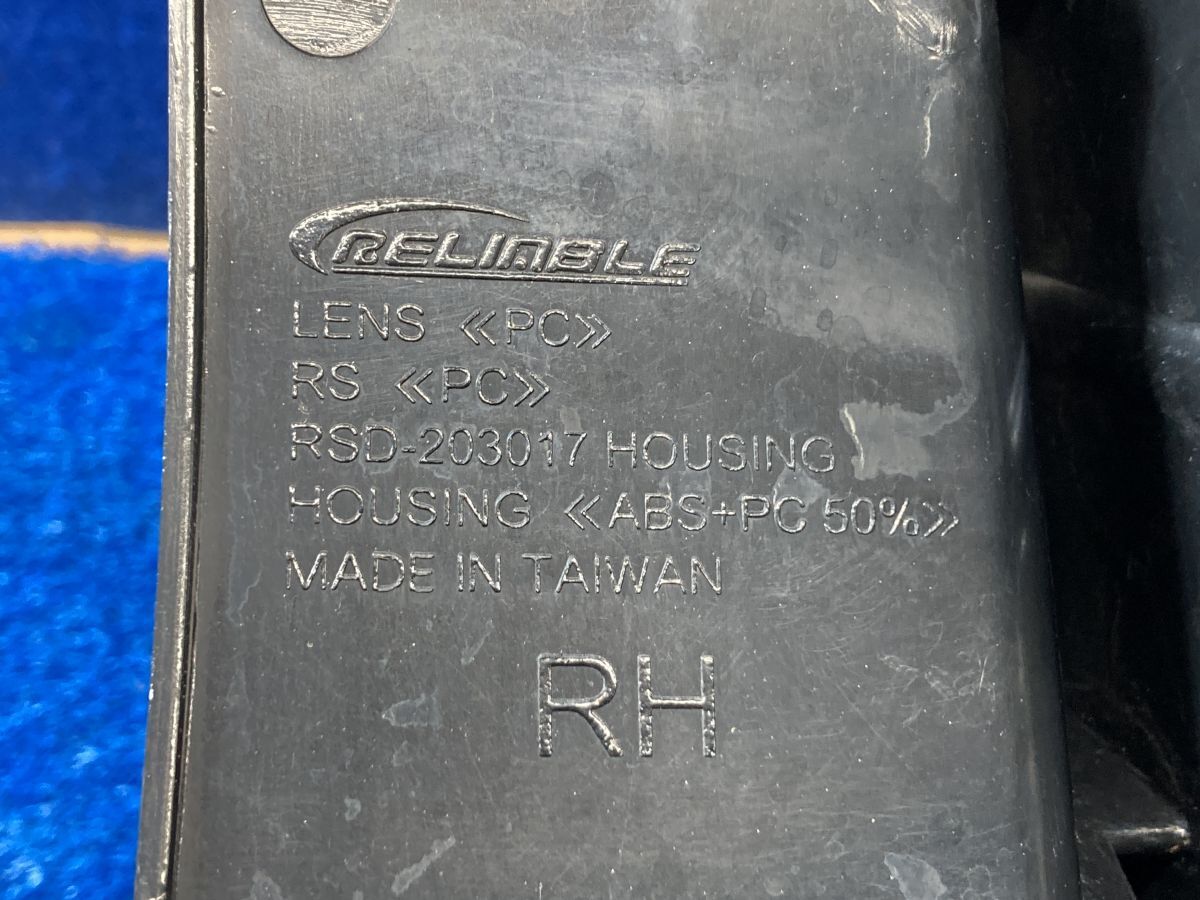 RELIABLE
LENS ≪PC≫
RS ≪PC≫
RSD-203017 HOUSING
HOUSING ≪ABS+PC 50%≫
MADE IN TAIWAN
RH